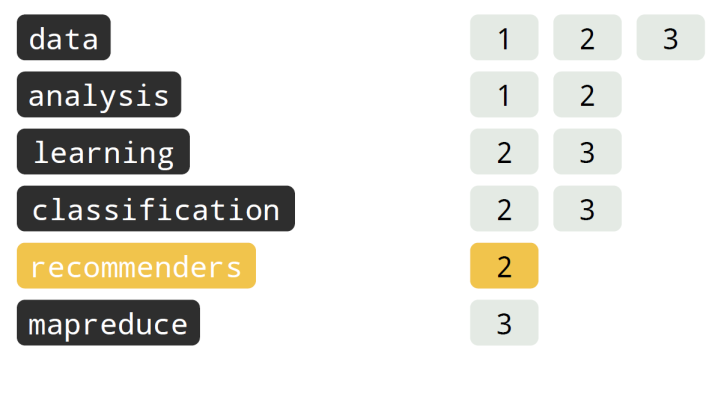 data 1 2 3
analysis 1 2
learning 2 3
classification 2 3
recommenders 2
mapreduce 3